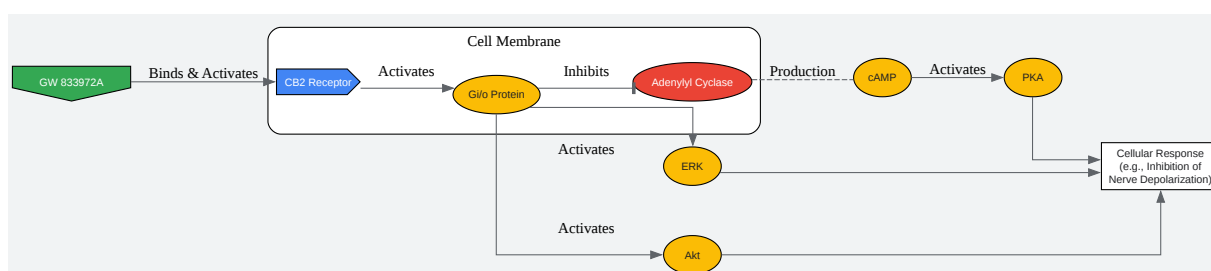 Cell Membrane
GW 833972A
Binds & Activates
CB2 Receptor
Activates
Gi/o Protein
Inhibits
Adenylyl Cyclase
Production
cAMP
Activates
PKA
Activates
ERK
Cellular Response
(e.g., Inhibition of
Nerve Depolarization)
Activates
Akt